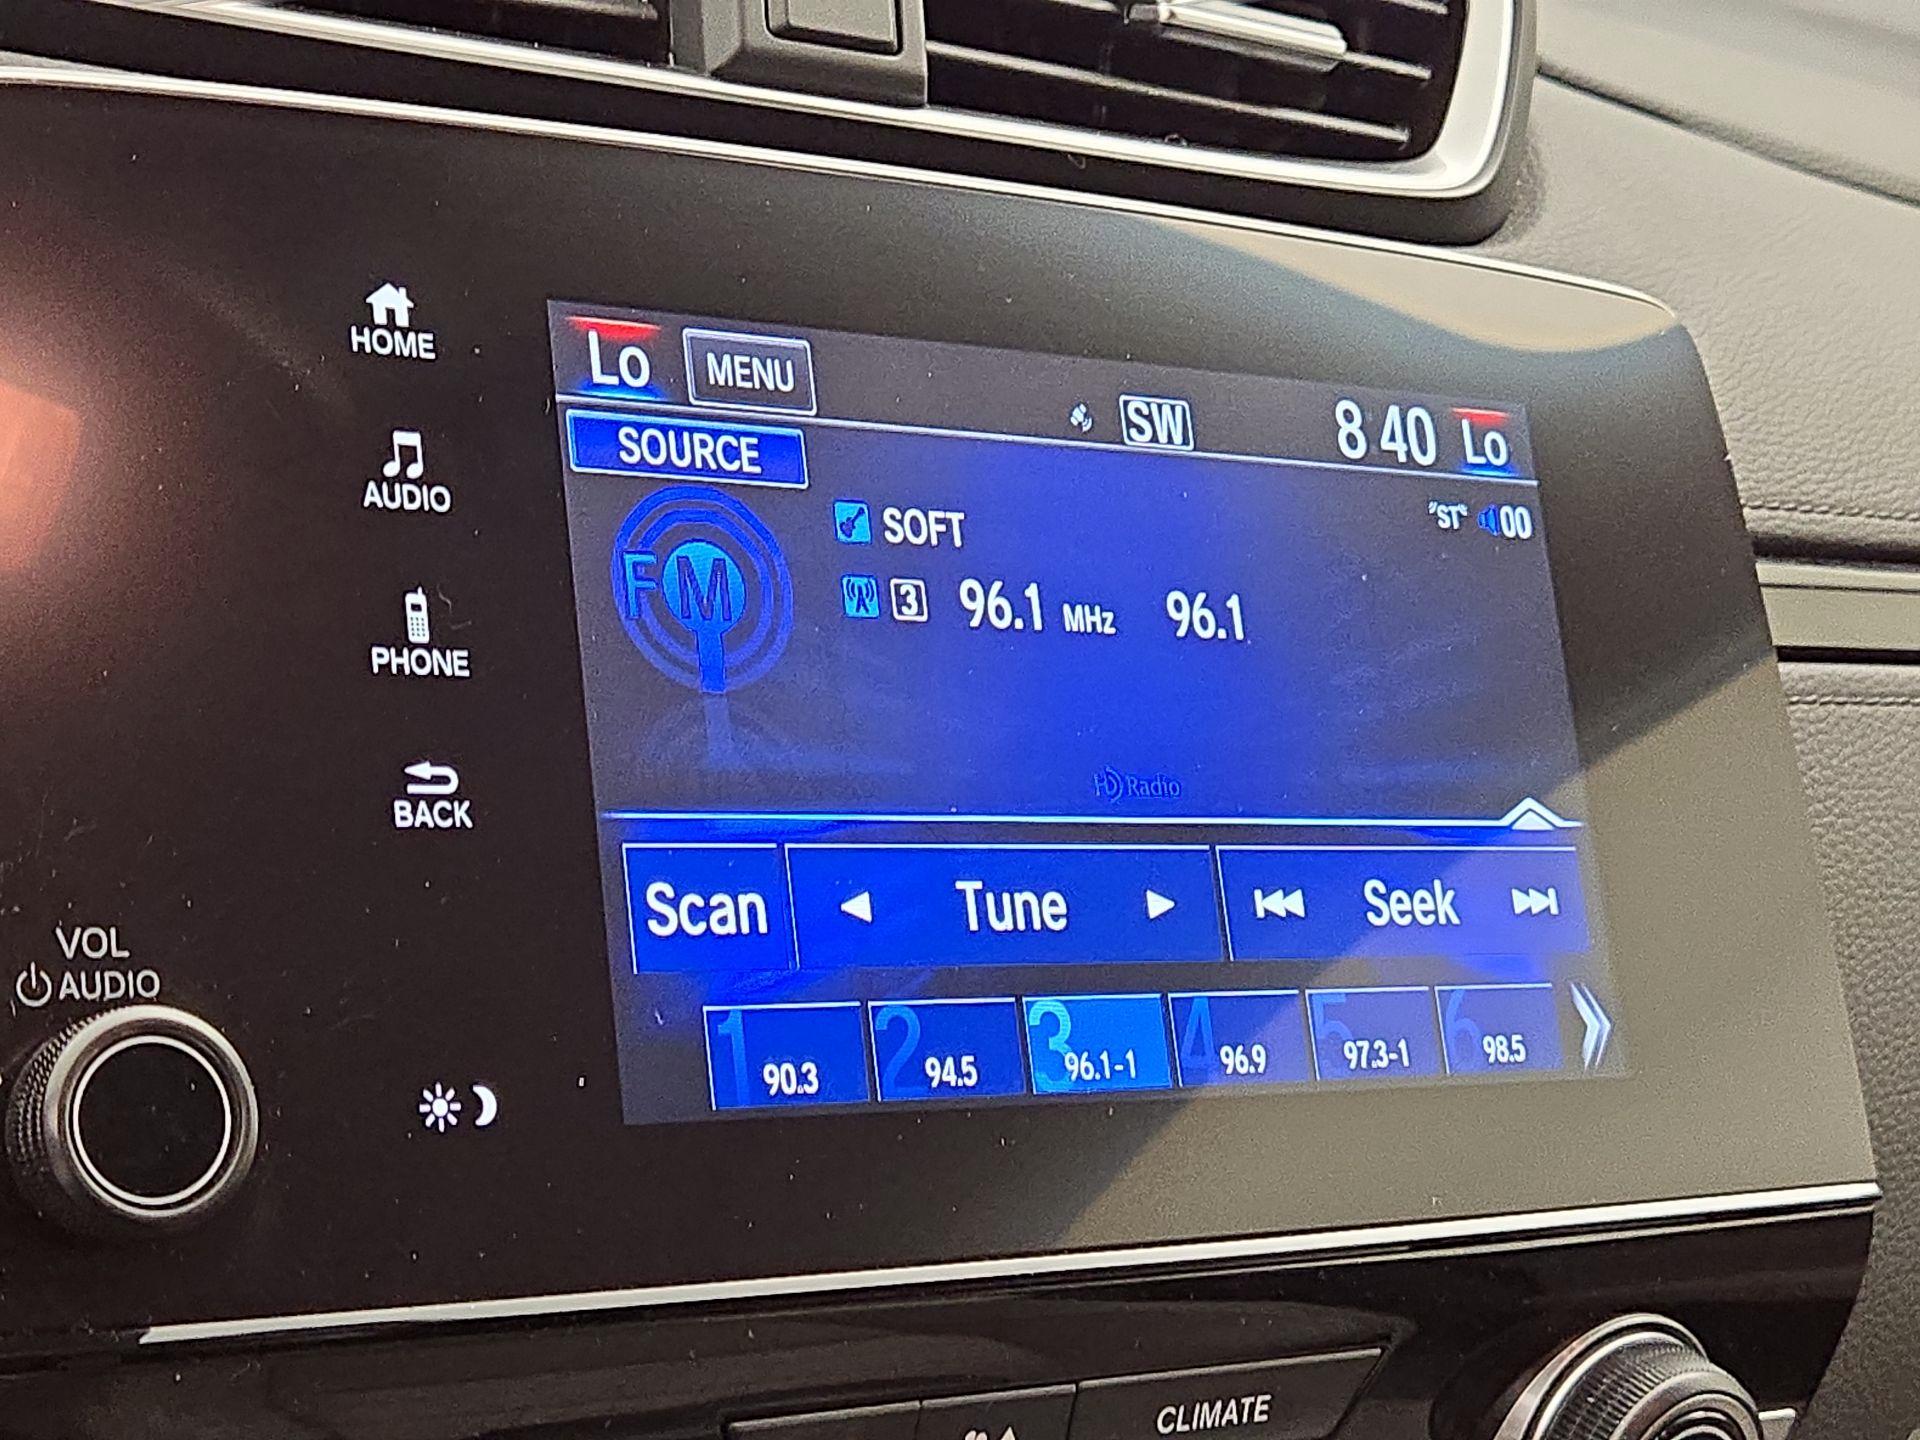 HOME
AUDIO
PHONE
BACK
VOL
AUDIO
Lo MENU SW 8 40 Lo
SOURCE
"ST" 00
FM
SOFT
3 96.1 MHz 96.1
HD Radio
Scan Tune Seek
1 90.3
2 94.5
3 96.1-1
4 96.9
5 97.3-1
6 98.5
CLIMATE